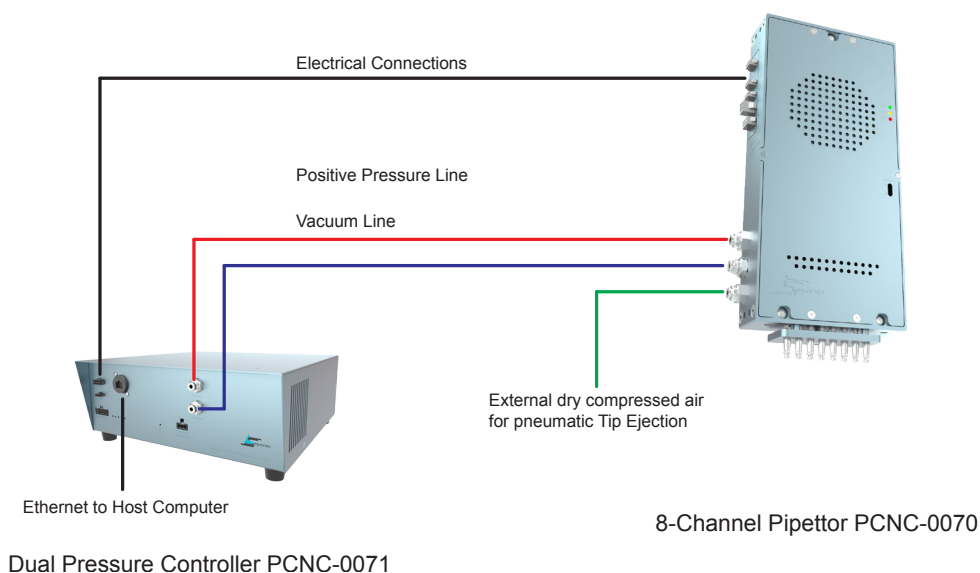 Electrical Connections
Positive Pressure Line
Vacuum Line
External dry compressed air
for pneumatic Tip Ejection
Ethernet to Host Computer
8-Channel Pipettor PCNC-0070
Dual Pressure Controller PCNC-0071